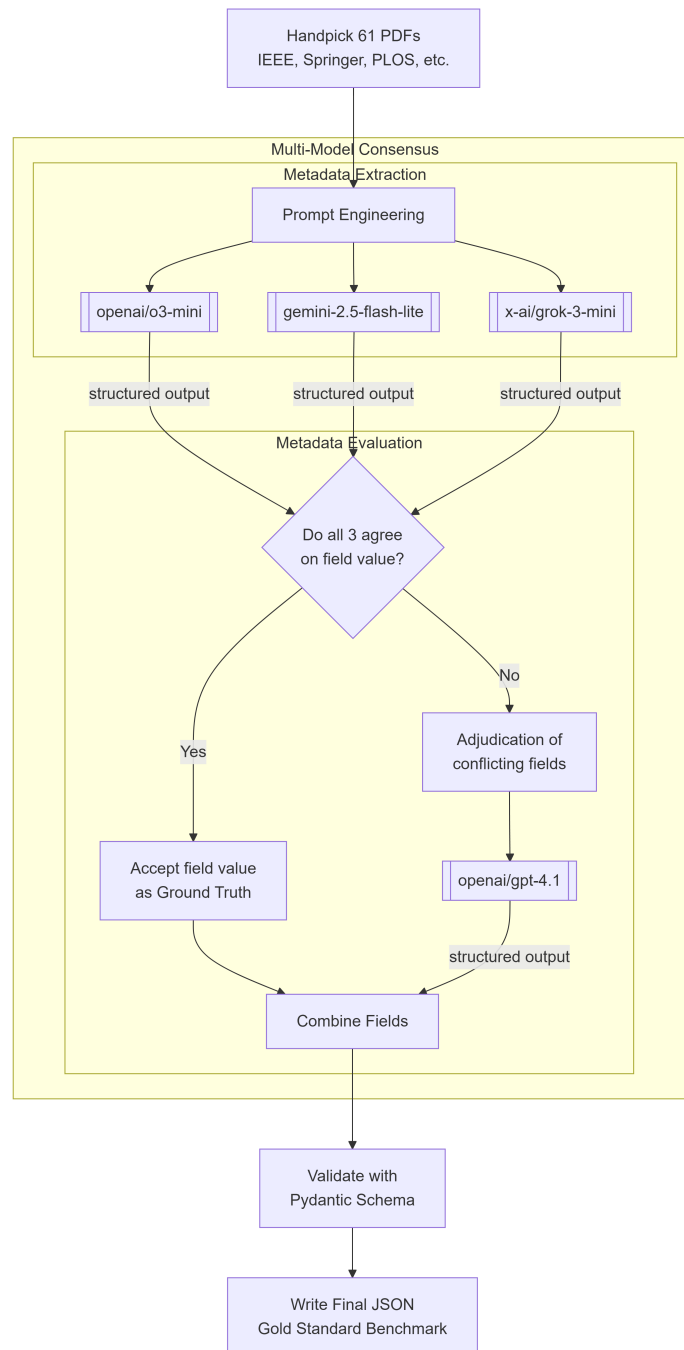 Handpick 61 PDFs
IEEE, Springer, PLOS, etc.
Multi-Model Consensus
Metadata Extraction
Prompt Engineering
openai/o3-mini
gemini-2.5-flash-lite
x-ai/grok-3-mini
structured output
structured output
structured output
Metadata Evaluation
Do all 3 agree
on field value?
No
Yes
Adjudication of
conflicting fields
Accept field value
as Ground Truth
openai/gpt-4.1
structured output
Combine Fields
Validate with
Pydantic Schema
Write Final JSON
Gold Standard Benchmark